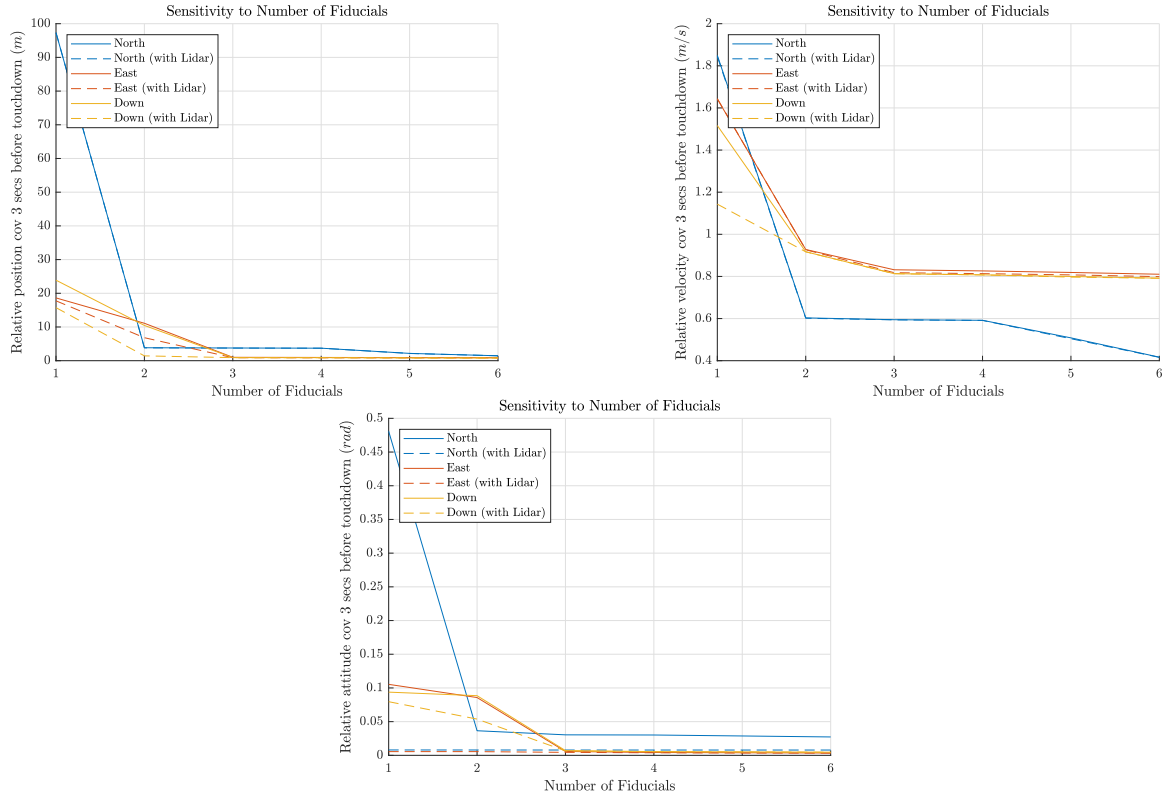 Sensitivity to Number of Fiducials
Relative position cov 3 secs before touchdown (m)
100
90
80
70
60
50
40
30
20
10
0
North
North (with Lidar)
East
East (with Lidar)
Down
Down (with Lidar)
1 2 3 4 5 6
Number of Fiducials
Sensitivity to Number of Fiducials
Relative velocity cov 3 secs before touchdown (m/s)
2
1.8
1.6
1.4
1.2
1
0.8
0.6
0.4
North
North (with Lidar)
East
East (with Lidar)
Down
Down (with Lidar)
1 2 3 4 5 6
Number of Fiducials
Sensitivity to Number of Fiducials
Relative attitude cov 3 secs before touchdown (rad)
0.5
0.45
0.4
0.35
0.3
0.25
0.2
0.15
0.1
0.05
0
North
North (with Lidar)
East
East (with Lidar)
Down
Down (with Lidar)
1 2 3 4 5 6
Number of Fiducials